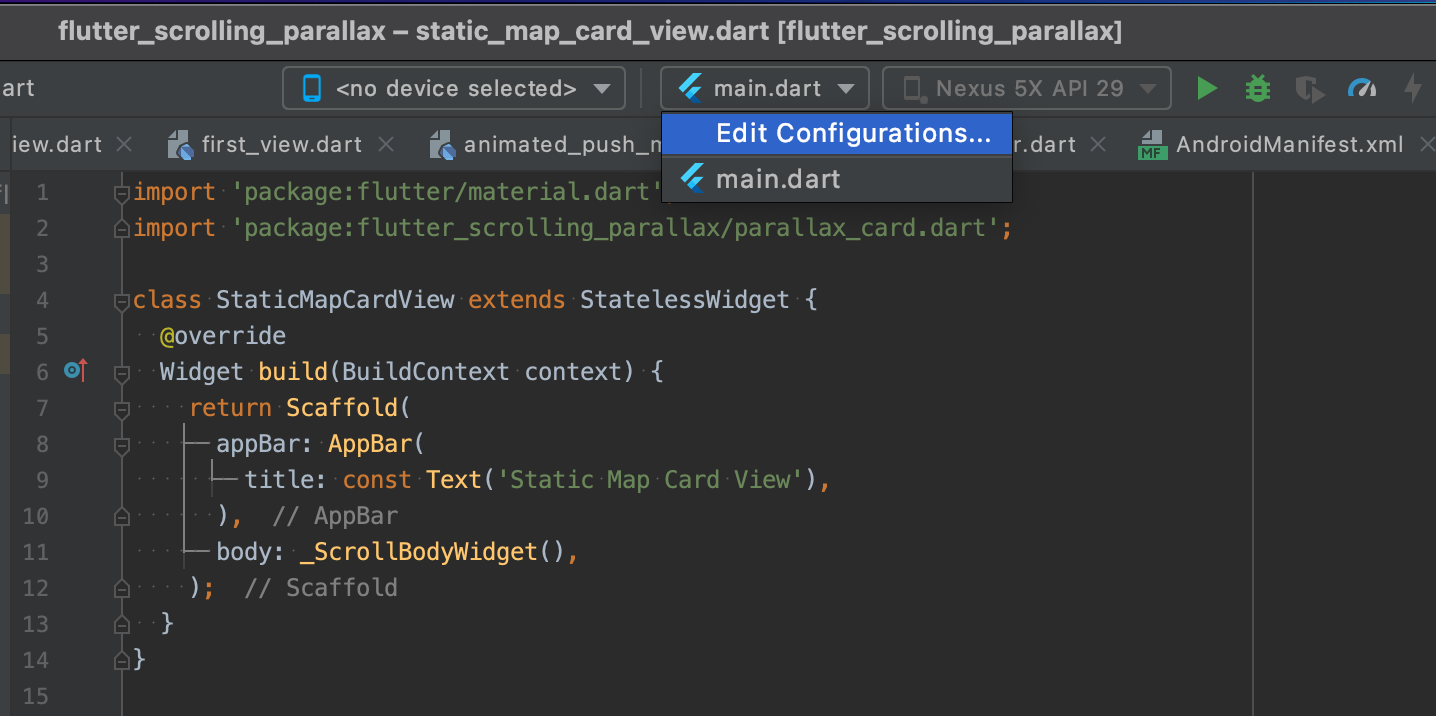 flutter_scrolling_parallax – static_map_card_view.dart [flutter_scrolling_parallax]
art <no device selected> main.dart Nexus 5X API 29
iew.dart first_view.dart animated_push_m r.dart AndroidManifest.xml
MF
Edit Configurations...
main.dart
1 import 'package:flutter/material.dart'
2 import 'package:flutter_scrolling_parallax/parallax_card.dart';
3
4 class StaticMapCardView extends StatelessWidget {
5 @override
6 Widget build(BuildContext context) {
7 return Scaffold(
8 appBar: AppBar(
9 title: const Text('Static Map Card View'),
10 ), // AppBar
11 body: _ScrollBodyWidget(),
12 ); // Scaffold
13 }
14 }
15